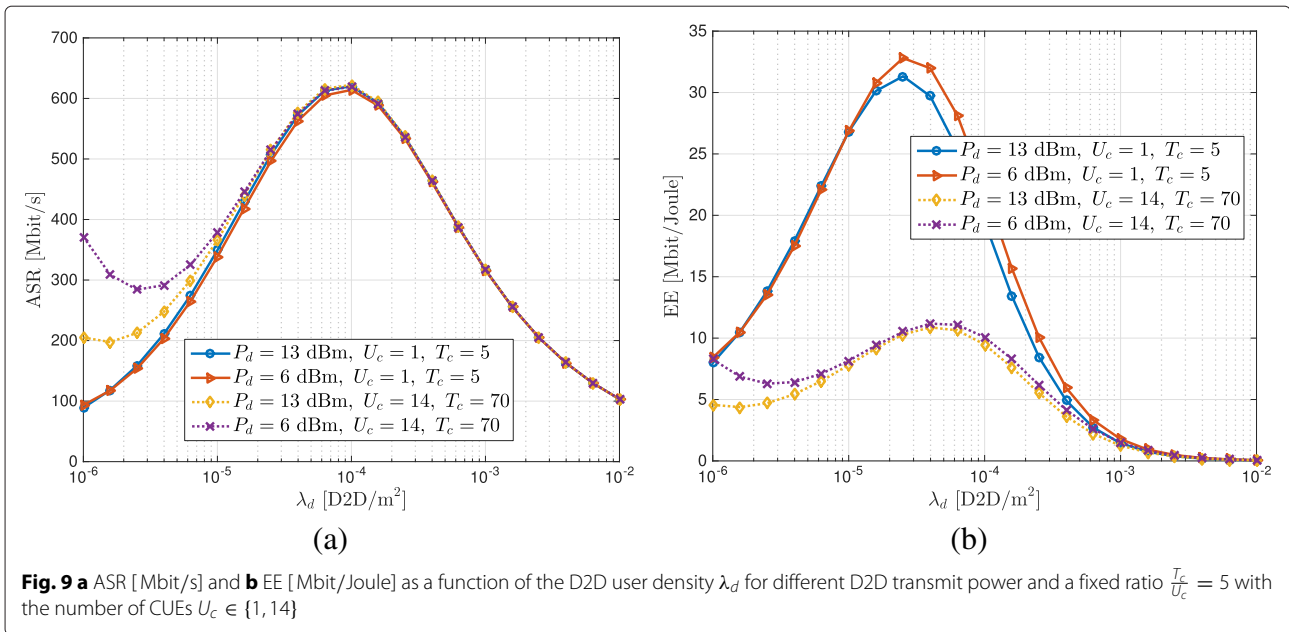 700
600
500
400
300
200
100
0
ASR [Mbit/s]
P_d = 13 dBm, U_c = 1, T_c = 5
P_d = 6 dBm, U_c = 1, T_c = 5
P_d = 13 dBm, U_c = 14, T_c = 70
P_d = 6 dBm, U_c = 14, T_c = 70
10^-6 10^-5 10^-4 10^-3 10^-2
λ_d [D2D/m^2]
(a)
35
30
25
20
15
10
5
0
EE [Mbit/Joule]
P_d = 13 dBm, U_c = 1, T_c = 5
P_d = 6 dBm, U_c = 1, T_c = 5
P_d = 13 dBm, U_c = 14, T_c = 70
P_d = 6 dBm, U_c = 14, T_c = 70
10^-6 10^-5 10^-4 10^-3 10^-2
λ_d [D2D/m^2]
(b)
Fig. 9 a ASR [Mbit/s] and b EE [Mbit/Joule] as a function of the D2D user density λ_d for different D2D transmit power and a fixed ratio T_c/U_c = 5 with
the number of CUEs U_c ∈ {1, 14}